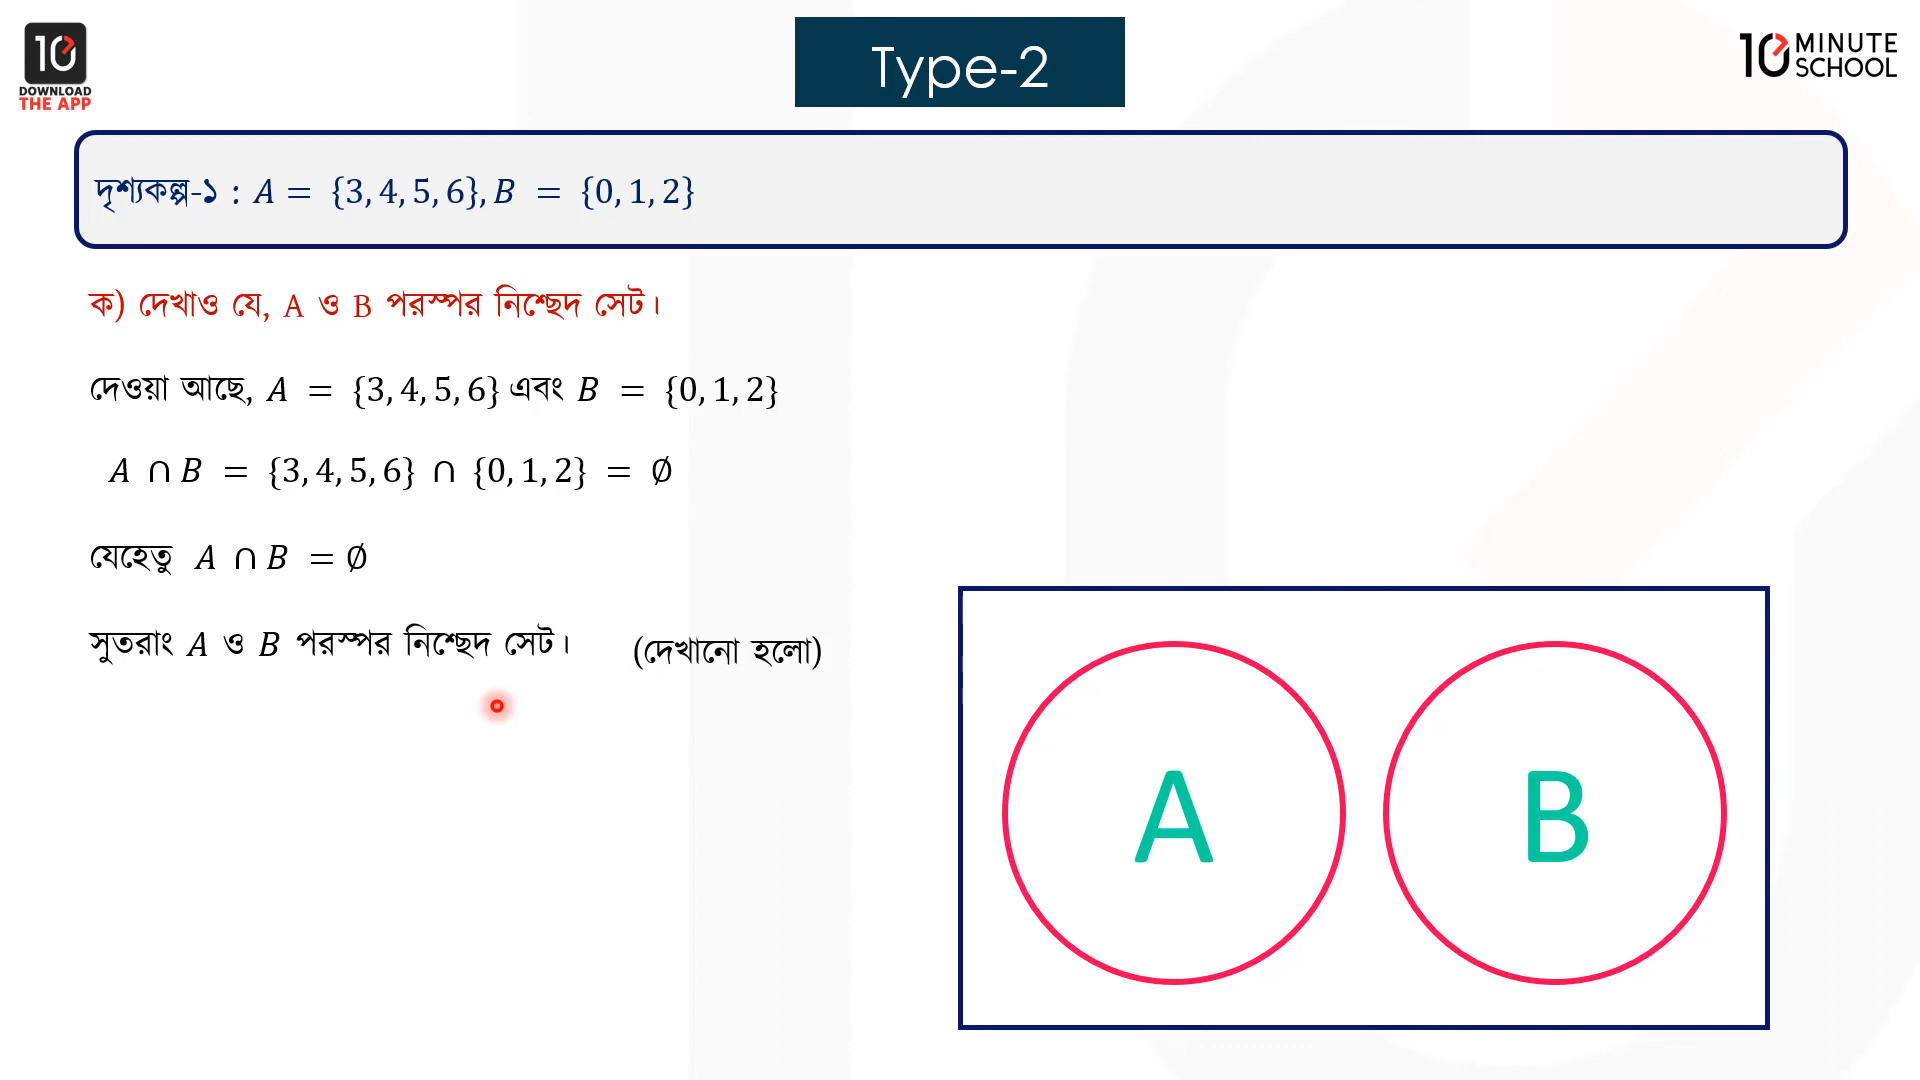 10
DOWNLOAD
THE APP
Type-2
10 MINUTE
SCHOOL
দৃশ্যকল্প-১ : A = {3, 4, 5, 6}, B = {0, 1, 2}
ক) দেখাও যে, A ও B পরস্পর নিশ্ছেদ সেট।
দেওয়া আছে, A = {3, 4, 5, 6} এবং B = {0, 1, 2}
A ∩ B = {3, 4, 5, 6} ∩ {0, 1, 2} = ∅
যেহেতু A ∩ B = ∅
সুতরাং A ও B পরস্পর নিশ্ছেদ সেট। (দেখানো হলো)
A B